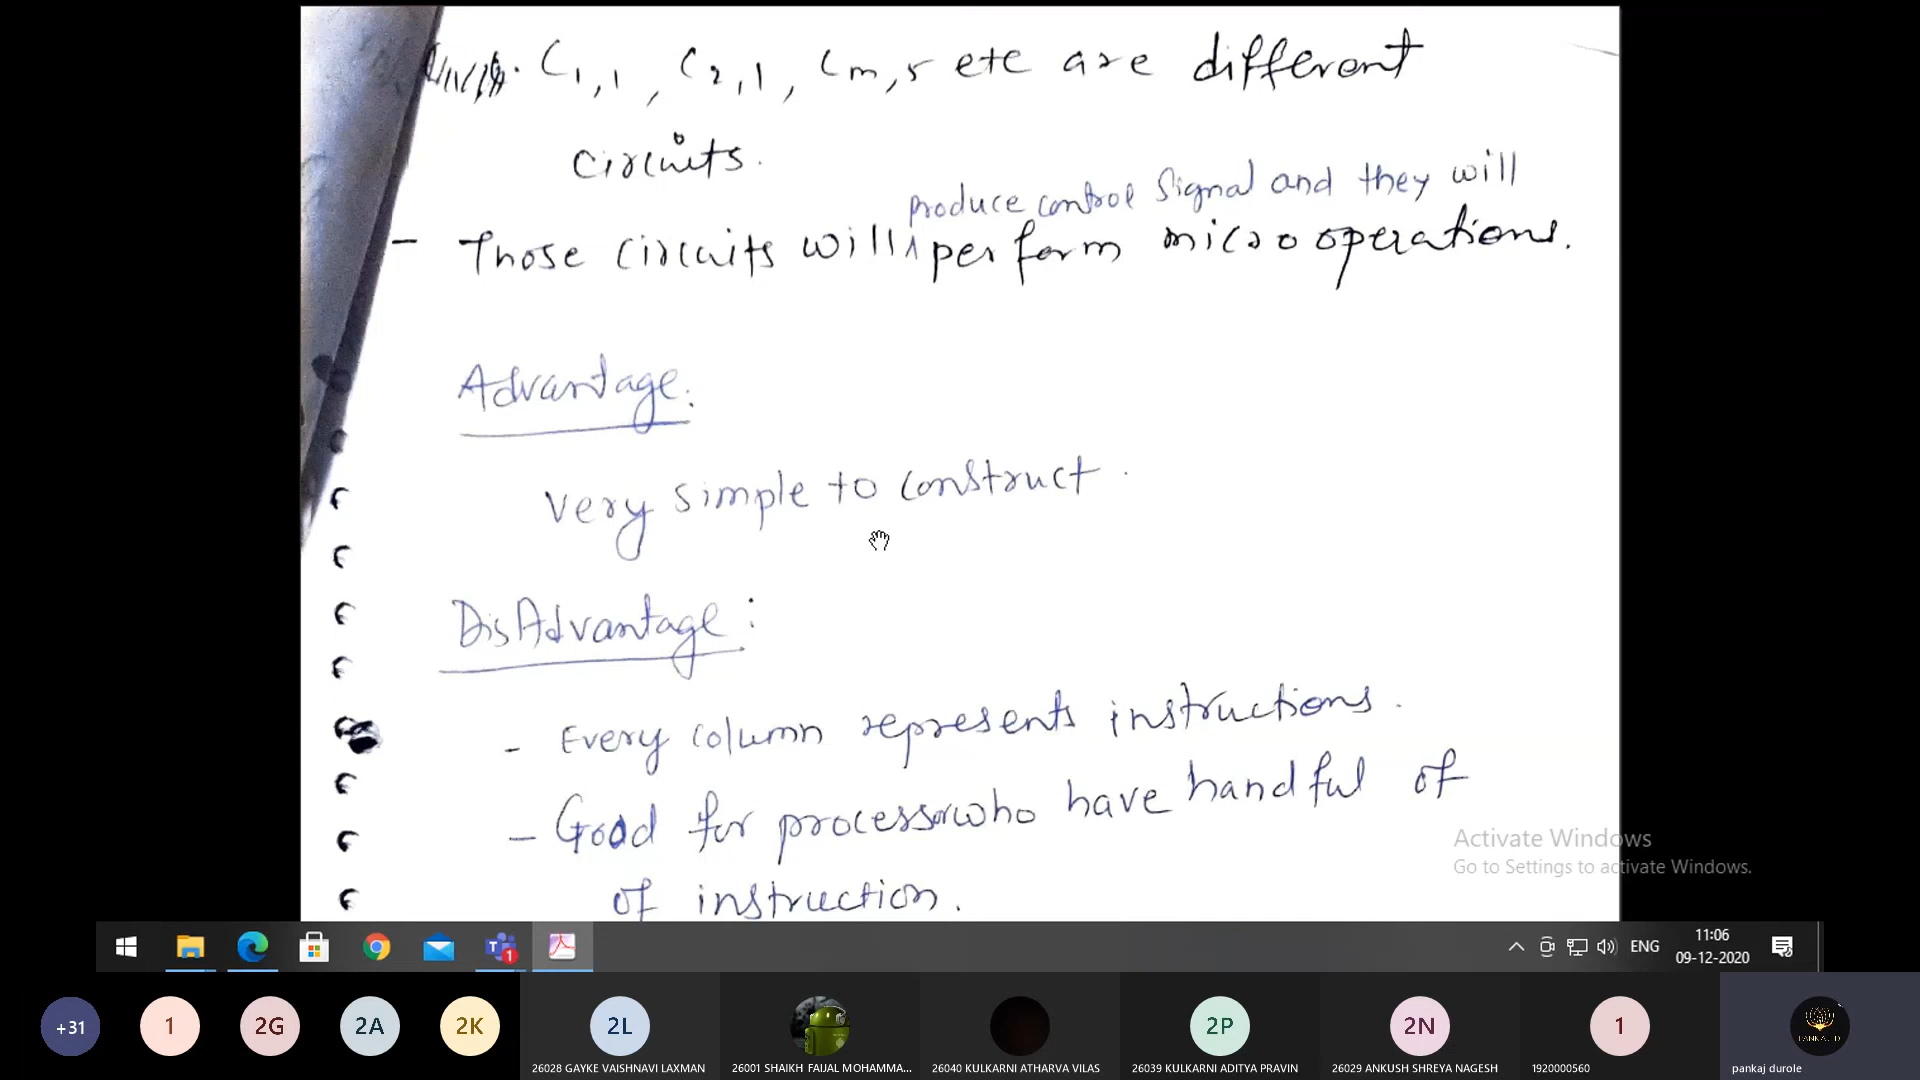 C1,1, C2,1, Cm,5 etc are different
circuits.
produce control signal and they will
- Those circuits will ^ perform micro operations.
Advantage:
very simple to construct.
DisAdvantage:
- Every column represents instructions.
- Good for processor who have handful of
of instruction.
Activate Windows
Go to Settings to activate Windows.
1
ENG
11:06
09-12-2020
+31
1
2G
2A
2K
2L
2P
2N
1
PANKAJ D
26028 GAYKE VAISHNAVI LAXMAN
26001 SHAIKH FAIJAL MOHAMMA...
26040 KULKARNI ATHARVA VILAS
26039 KULKARNI ADITYA PRAVIN
26029 ANKUSH SHREYA NAGESH
1920000560
pankaj durole